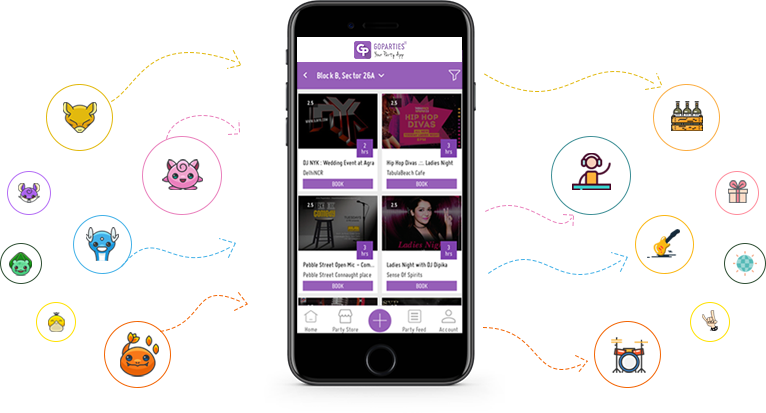 GP GOPARTIES
Your Party App
Block B, Sector 26A
2.5
2 hrs
DJ NYK : Wedding Event at Agra
DelhiNCR
BOOK
2.5
HIP HOP DIVAS
3 hrs
Hip Hop Divas .::. Ladies Night
TabulaBeach Cafe
BOOK
2.5
3 hrs
Pebble Street Open Mic - Com...
Pebble Street Connaught place
BOOK
2.5
Ladies Night
3 hrs
Ladies Night with DJ Dipika
Sense Of Spirits
BOOK
Home
Party Store
Party Feed
Account